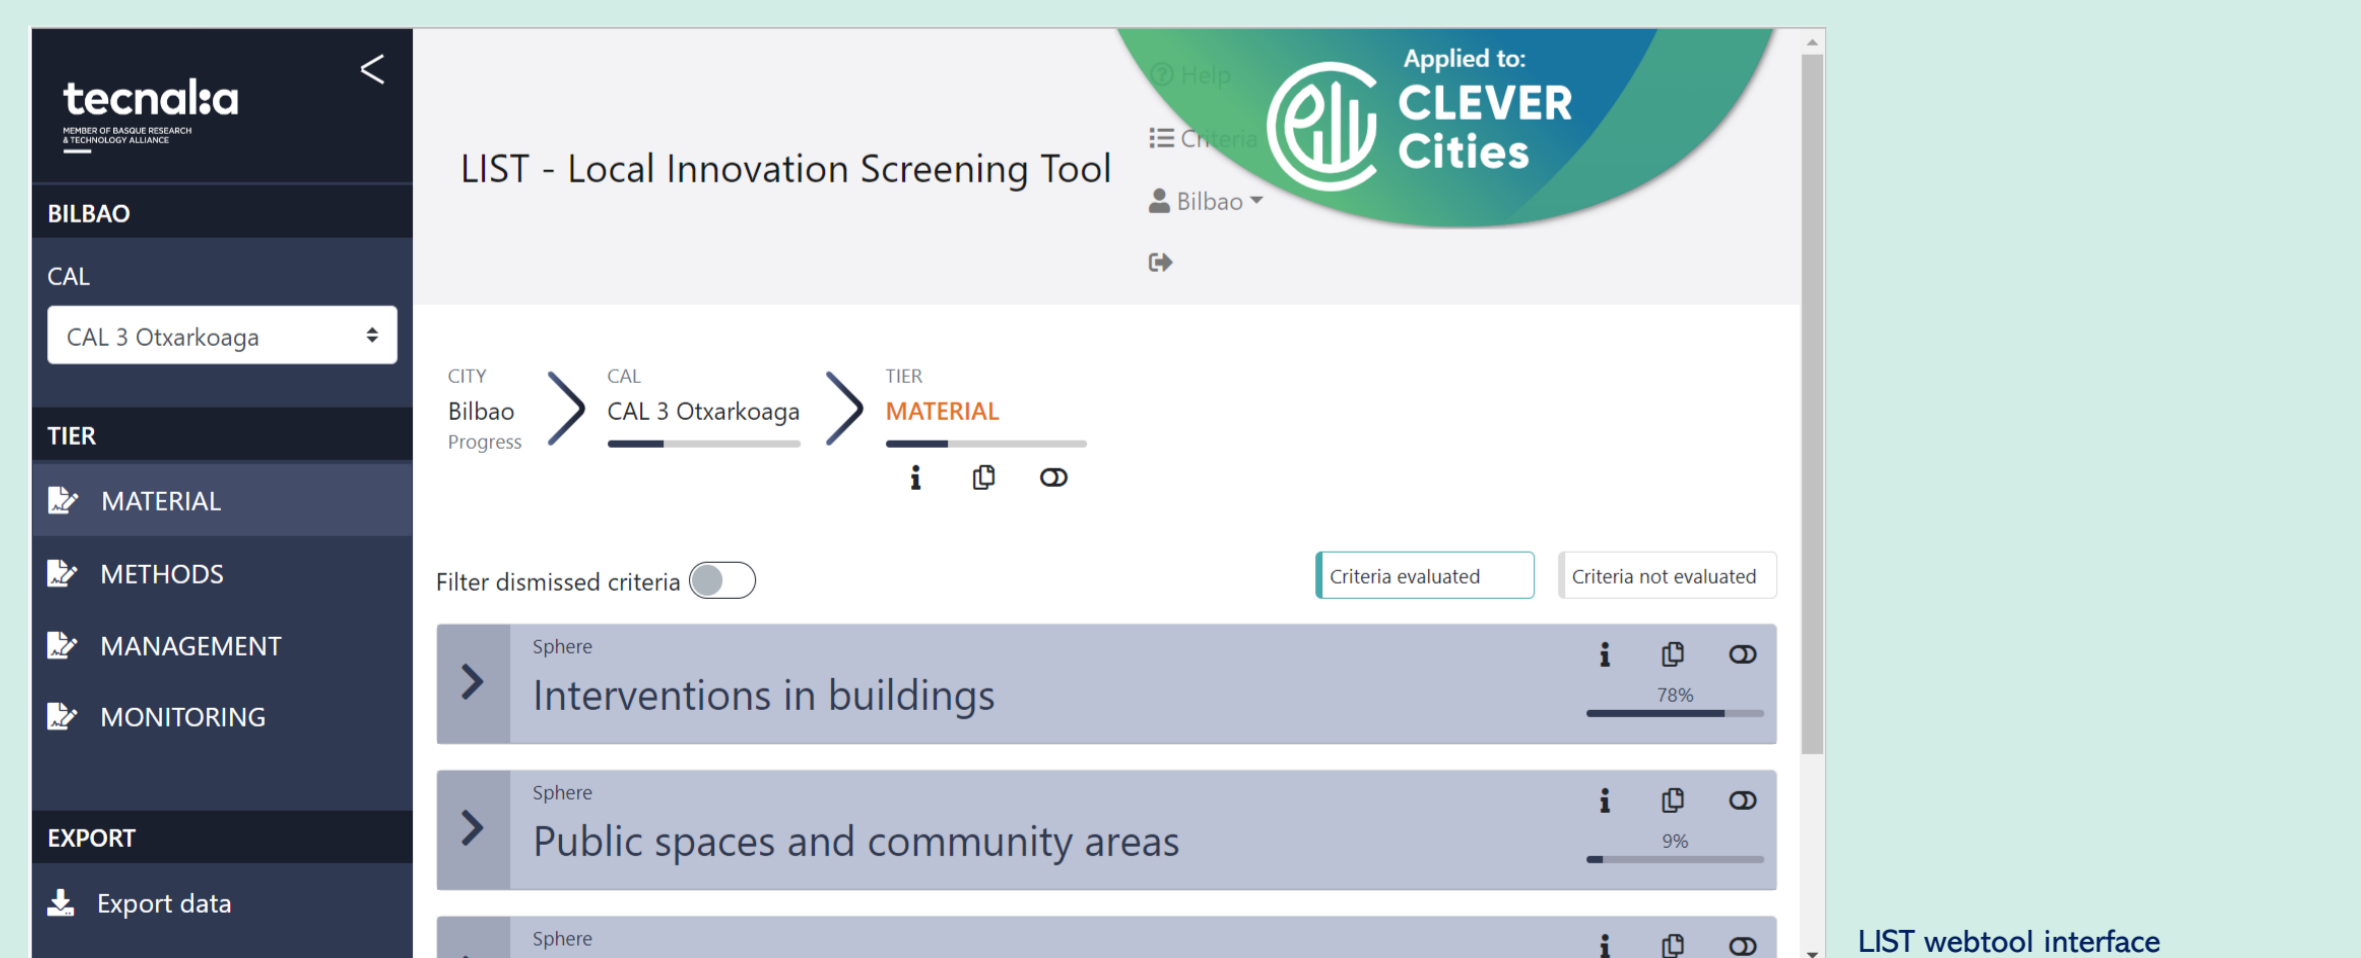 tecnal:a
MEMBER OF BASQUE RESEARCH
& TECHNOLOGY ALLIANCE
BILBAO
CAL
CAL 3 Otxarkoaga
TIER
MATERIAL
METHODS
MANAGEMENT
MONITORING
EXPORT
Export data
LIST - Local Innovation Screening Tool
Help
Criteria
Bilbao
Applied to:
CLEVER
Cities
CITY
Bilbao
Progress
CAL
CAL 3 Otxarkoaga
TIER
MATERIAL
Filter dismissed criteria
Criteria evaluated
Criteria not evaluated
Sphere
Interventions in buildings
78%
Sphere
Public spaces and community areas
9%
Sphere
LIST webtool interface